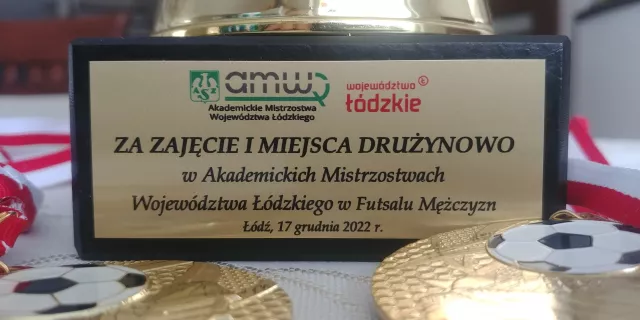 AZS
amwŁ
Akademickie Mistrzostwa
Województwa Łódzkiego
województwo
Łódzkie
ZA ZAJĘCIE I MIEJSCA DRUŻYNOWO
w Akademickich Mistrzostwach
Województwa Łódzkiego w Futsalu Mężczyzn
Łódź, 17 grudnia 2022 r.